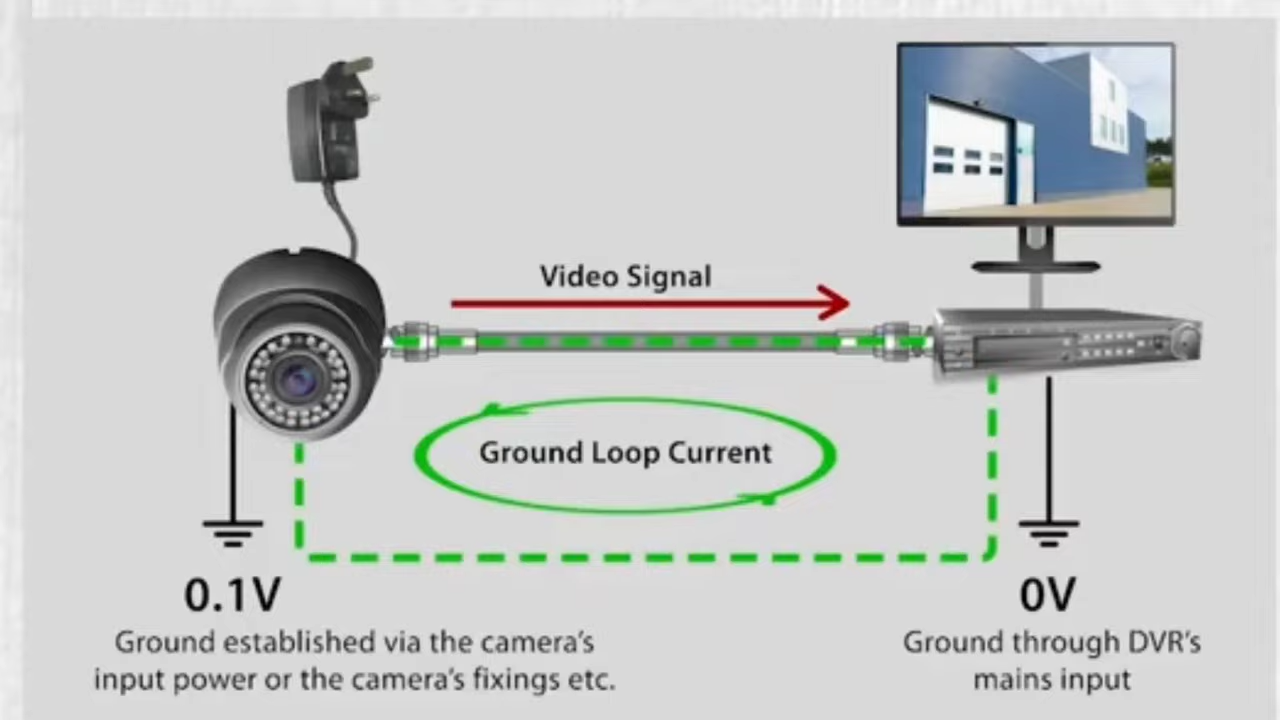 Video Signal
Ground Loop Current
0.1V
Ground established via the camera's
input power or the camera's fixings etc.
0V
Ground through DVR's
mains input